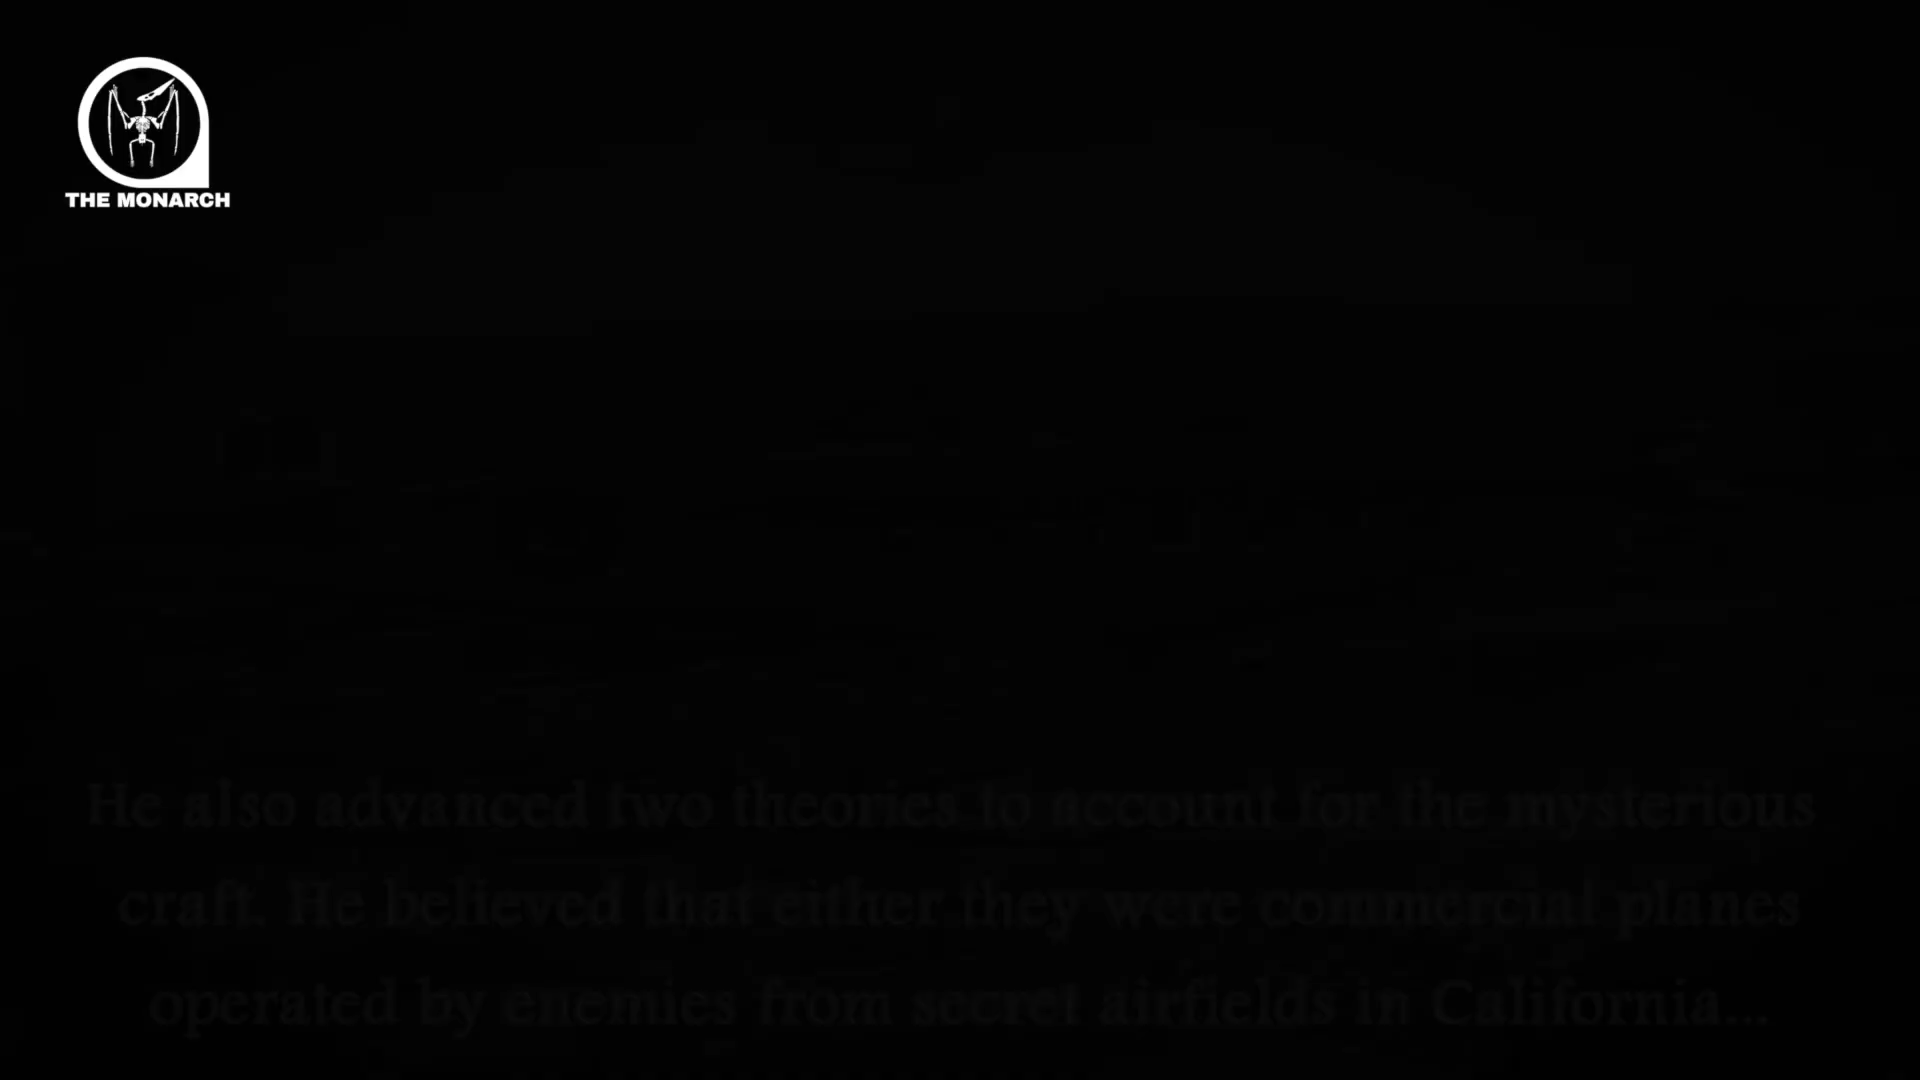 THE MONARCH
He also advanced two theories to account for the mysterious
craft. He believed that either they were commercial planes
operated by enemies from secret airfields in California...